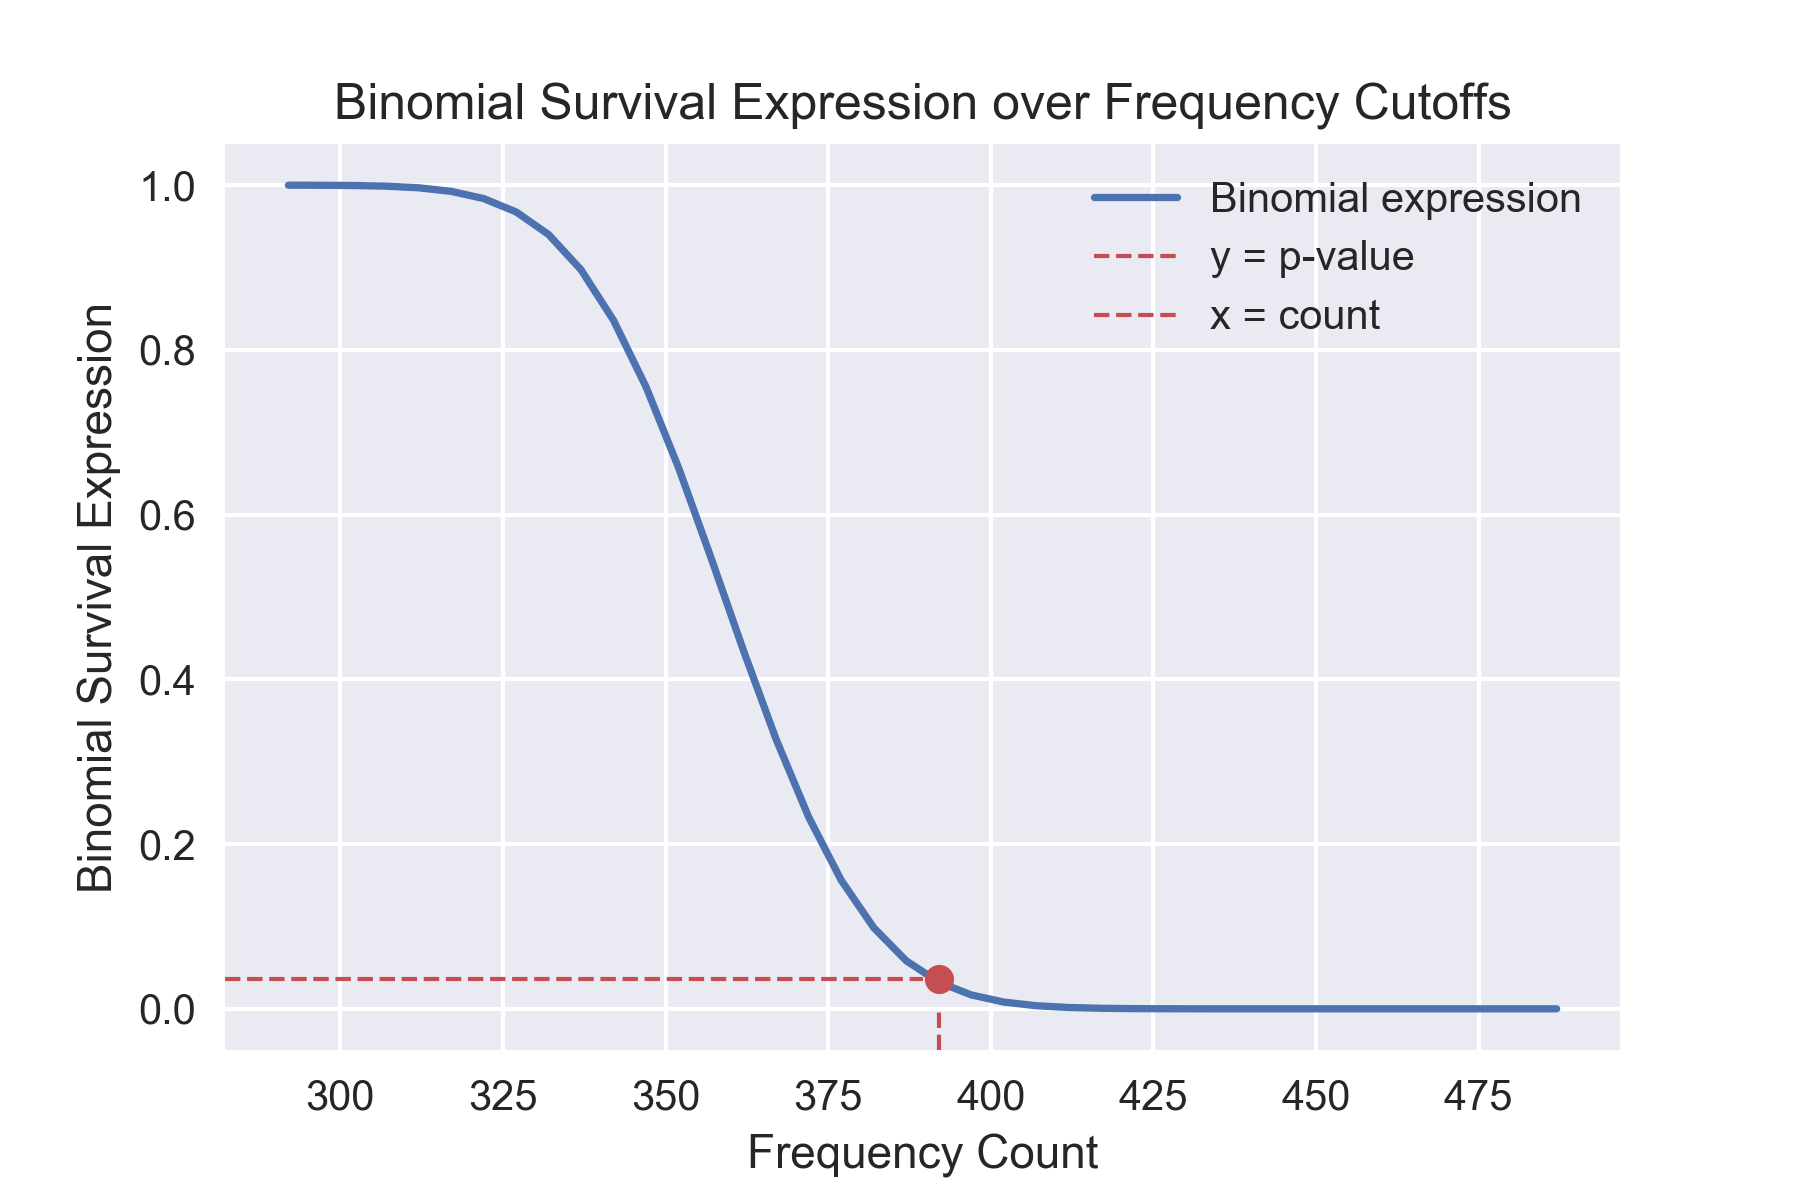 Binomial Survival Expression over Frequency Cutoffs
Binomial expression
y = p-value
x = count
Binomial Survival Expression
1.0
0.8
0.6
0.4
0.2
0.0
300 325 350 375 400 425 450 475
Frequency Count